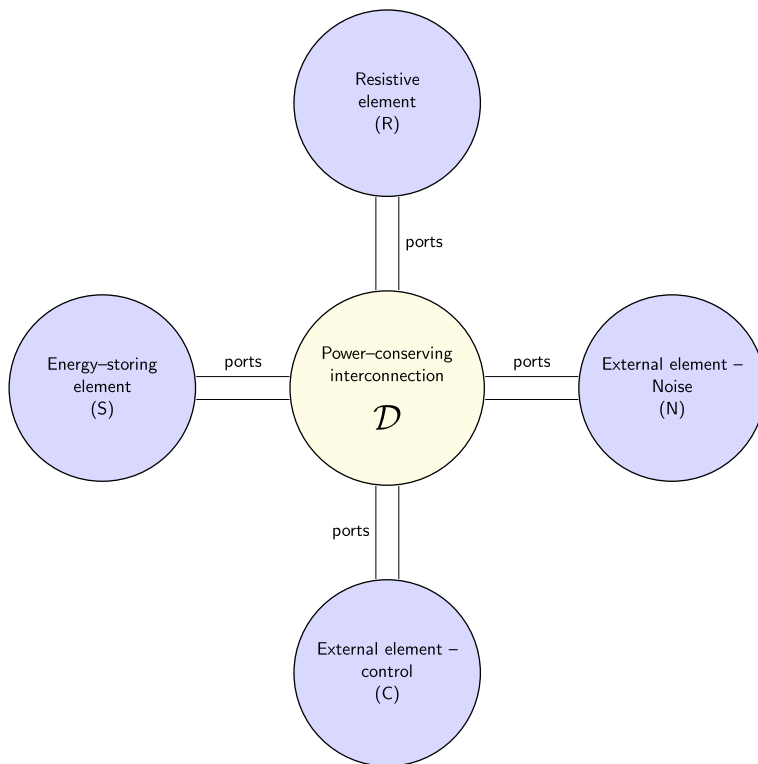 Resistive
element
(R)
ports
Energy–storing
element
(S)
ports
Power–conserving
interconnection
𝒟
ports
External element –
Noise
(N)
ports
External element –
control
(C)